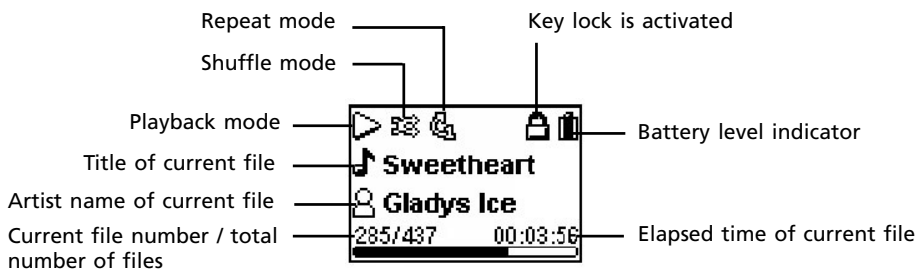 Repeat mode
Key lock is activated
Shuffle mode
Playback mode
Battery level indicator
Title of current file
Sweetheart
Artist name of current file
Gladys Ice
Current file number / total
number of files
285/437 00:03:56
Elapsed time of current file